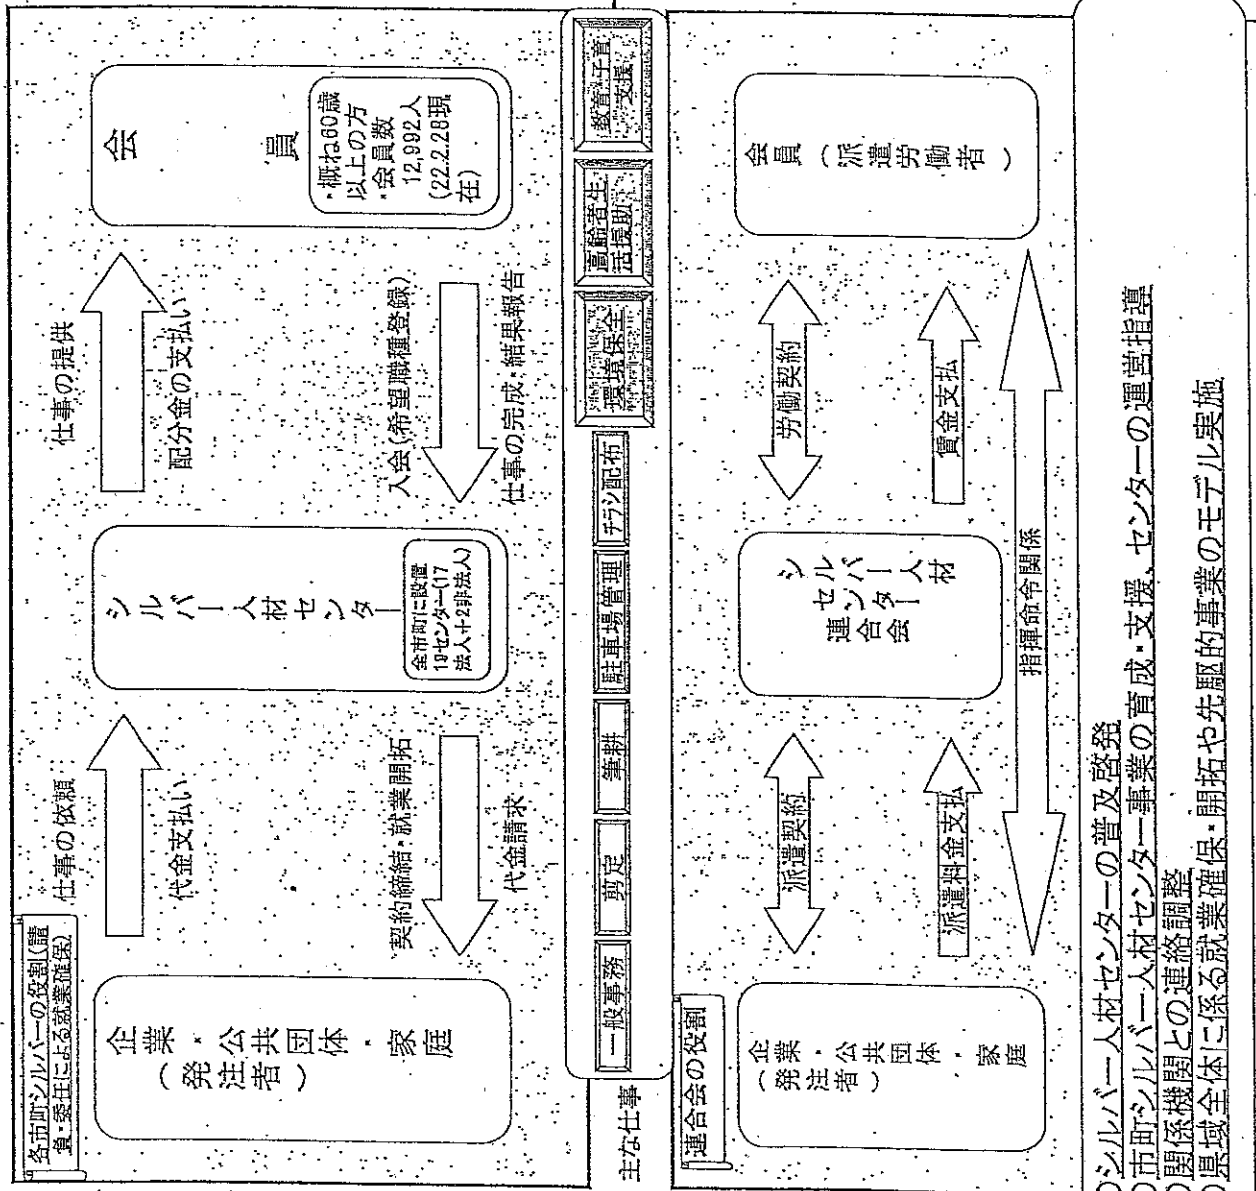 各市町シルバーの役割(請
負・委任による就業確保)
企業・公共団体・家庭
(発注者)
仕事の依頼
代金支払い
契約締結・就業開拓
代金請求
シルバー人材センター
全市町に設置
19センター(17
法人+2非法人)
仕事の提供
配分金の支払い
入会(希望職種登録)
仕事の完成・結果報告
会員
・概ね60歳
以上の方
・会員数
12,992人
(22.2.28現
在)
主な仕事
一般事務
剪定
筆耕
駐車場管理
チラシ配布
環境保全
高齢者生
活援助
教育・子育
支援
連合会の役割
企業・公共団体・家庭
(発注者)
派遣契約
派遣料金支払
シルバー人材
センター
連合会
労働契約
賃金支払
指揮命令関係
会員(派遣労働者)
シルバー人材センターの普及啓発
市町シルバー人材センター事業の育成・支援、センターの運営指導
関係機関との連絡調整
県域全体に係る就業確保・開拓や先駆的事業のモデル実施